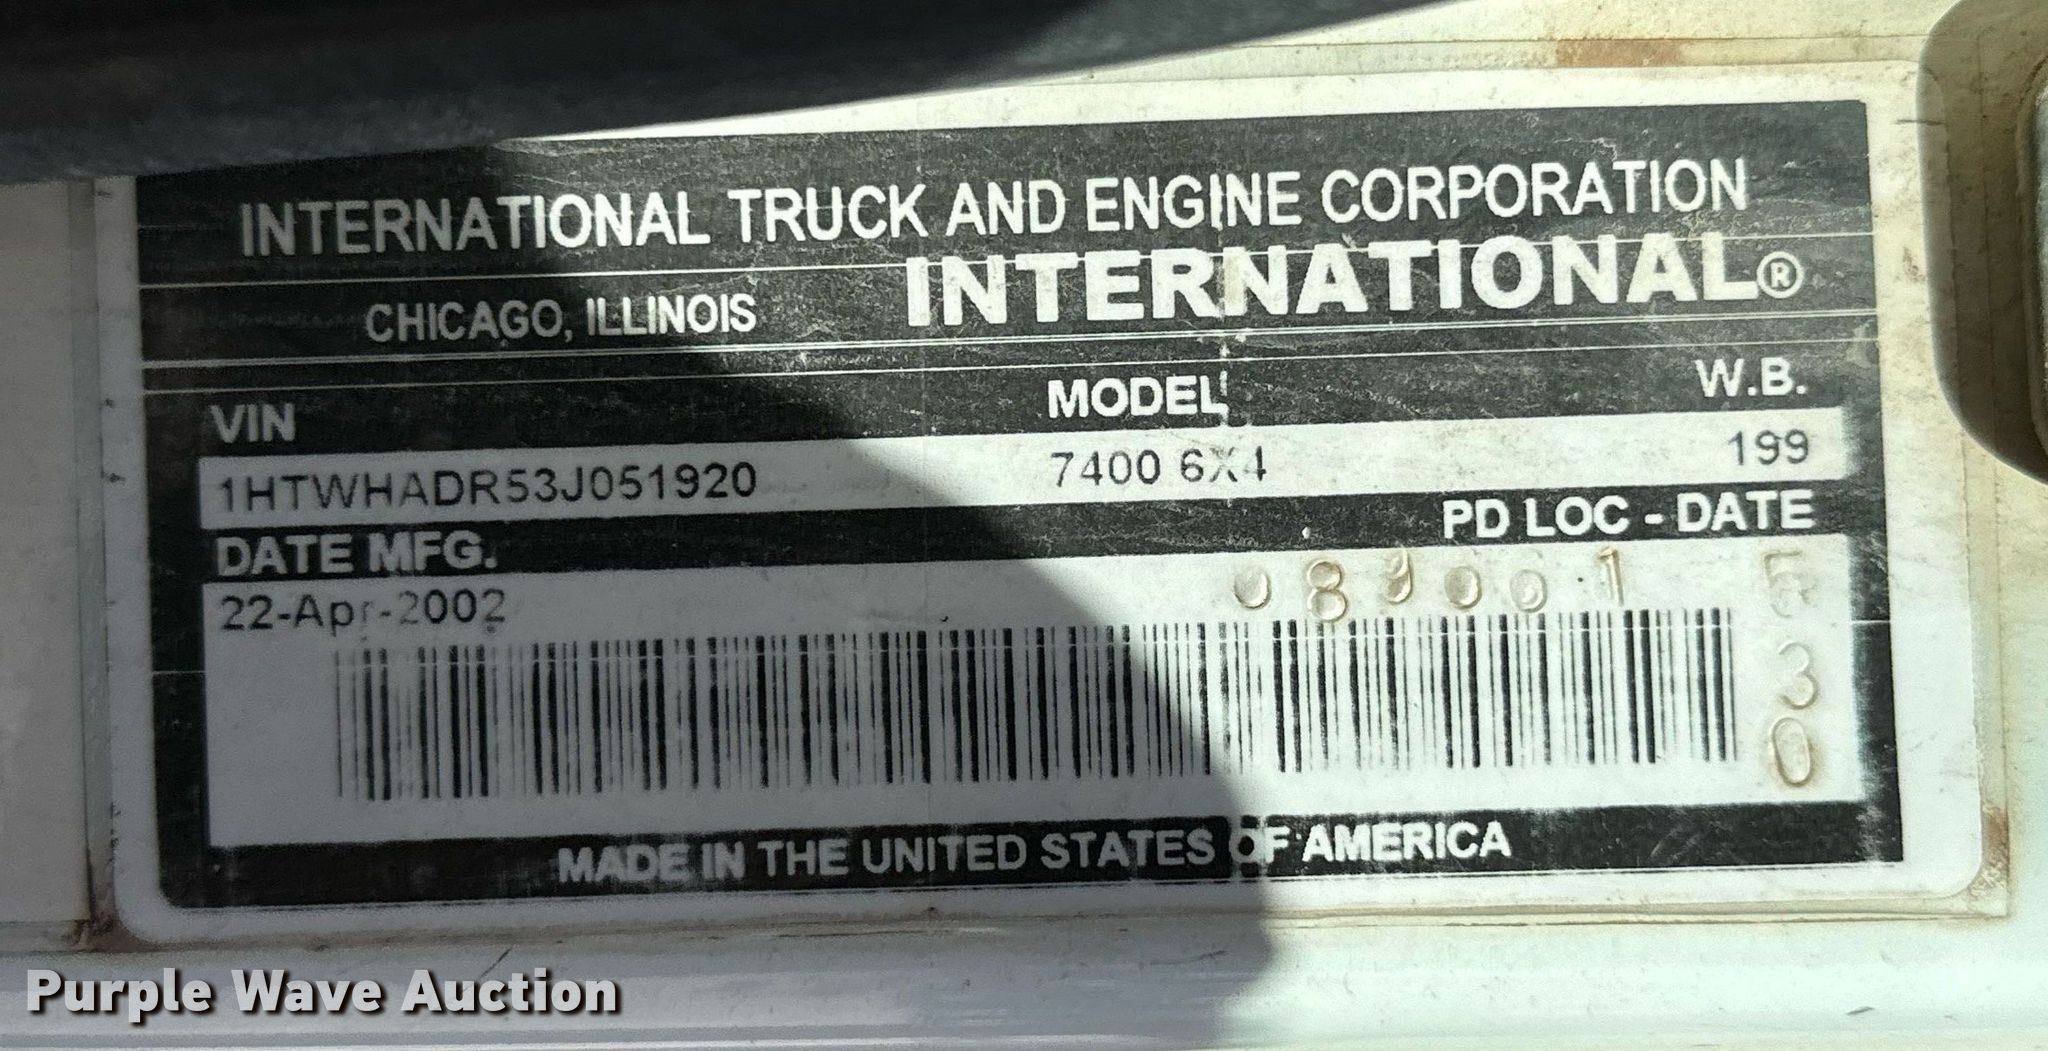 INTERNATIONAL TRUCK AND ENGINE CORPORATION
CHICAGO, ILLINOIS INTERNATIONAL®
VIN MODEL W.B.
1HTWHADR53J051920 7400 6X4 199
DATE MFG. PD LOC - DATE
22-Apr-2002
530
MADE IN THE UNITED STATES OF AMERICA
Purple Wave Auction